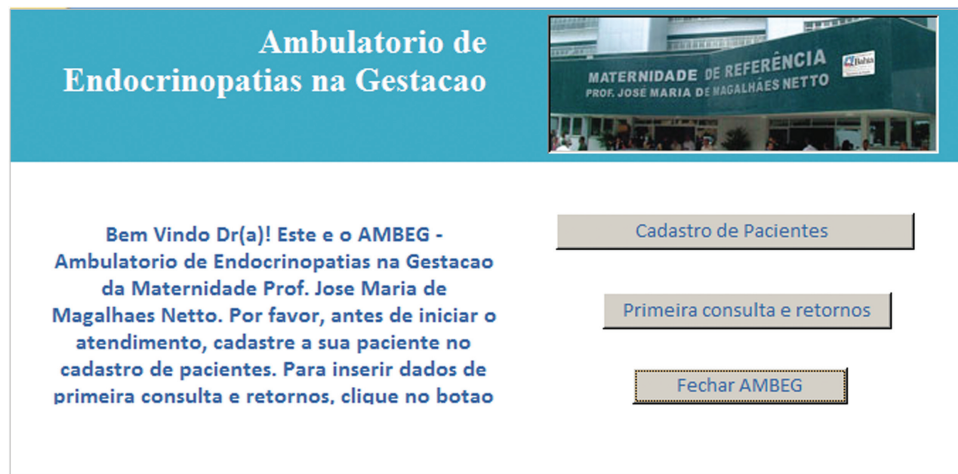 Ambulatorio de
Endocrinopatias na Gestacao
MATERNIDADE DE REFERÊNCIA
PROF. JOSÉ MARIA DE MAGALHÃES NETTO
Bahia
Bem Vindo Dr(a)! Este e o AMBEG -
Ambulatorio de Endocrinopatias na Gestacao
da Maternidade Prof. Jose Maria de
Magalhaes Netto. Por favor, antes de iniciar o
atendimento, cadastre a sua paciente no
cadastro de pacientes. Para inserir dados de
primeira consulta e retornos, clique no botao
Cadastro de Pacientes
Primeira consulta e retornos
Fechar AMBEG